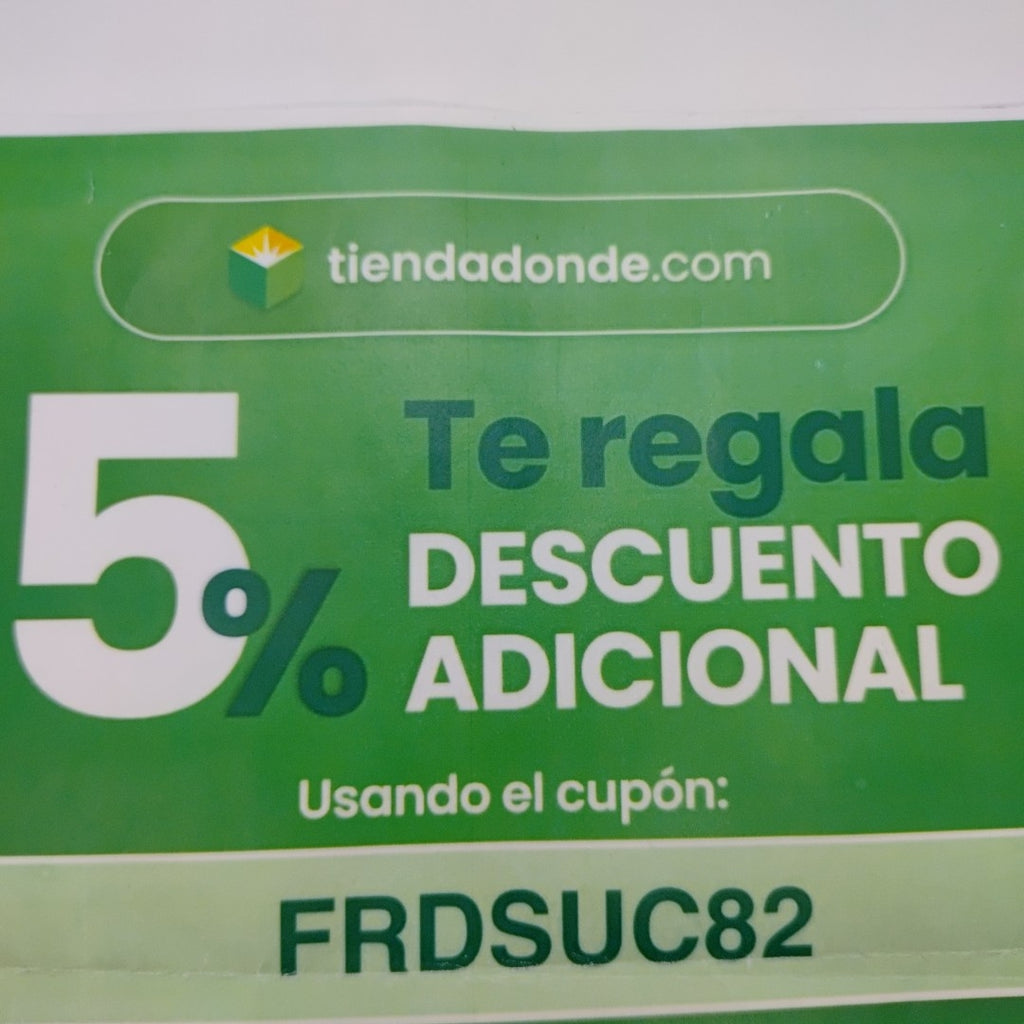 tiendadonde.com
5% Te regala
DESCUENTO
ADICIONAL
Usando el cupón:
FRDSUC82